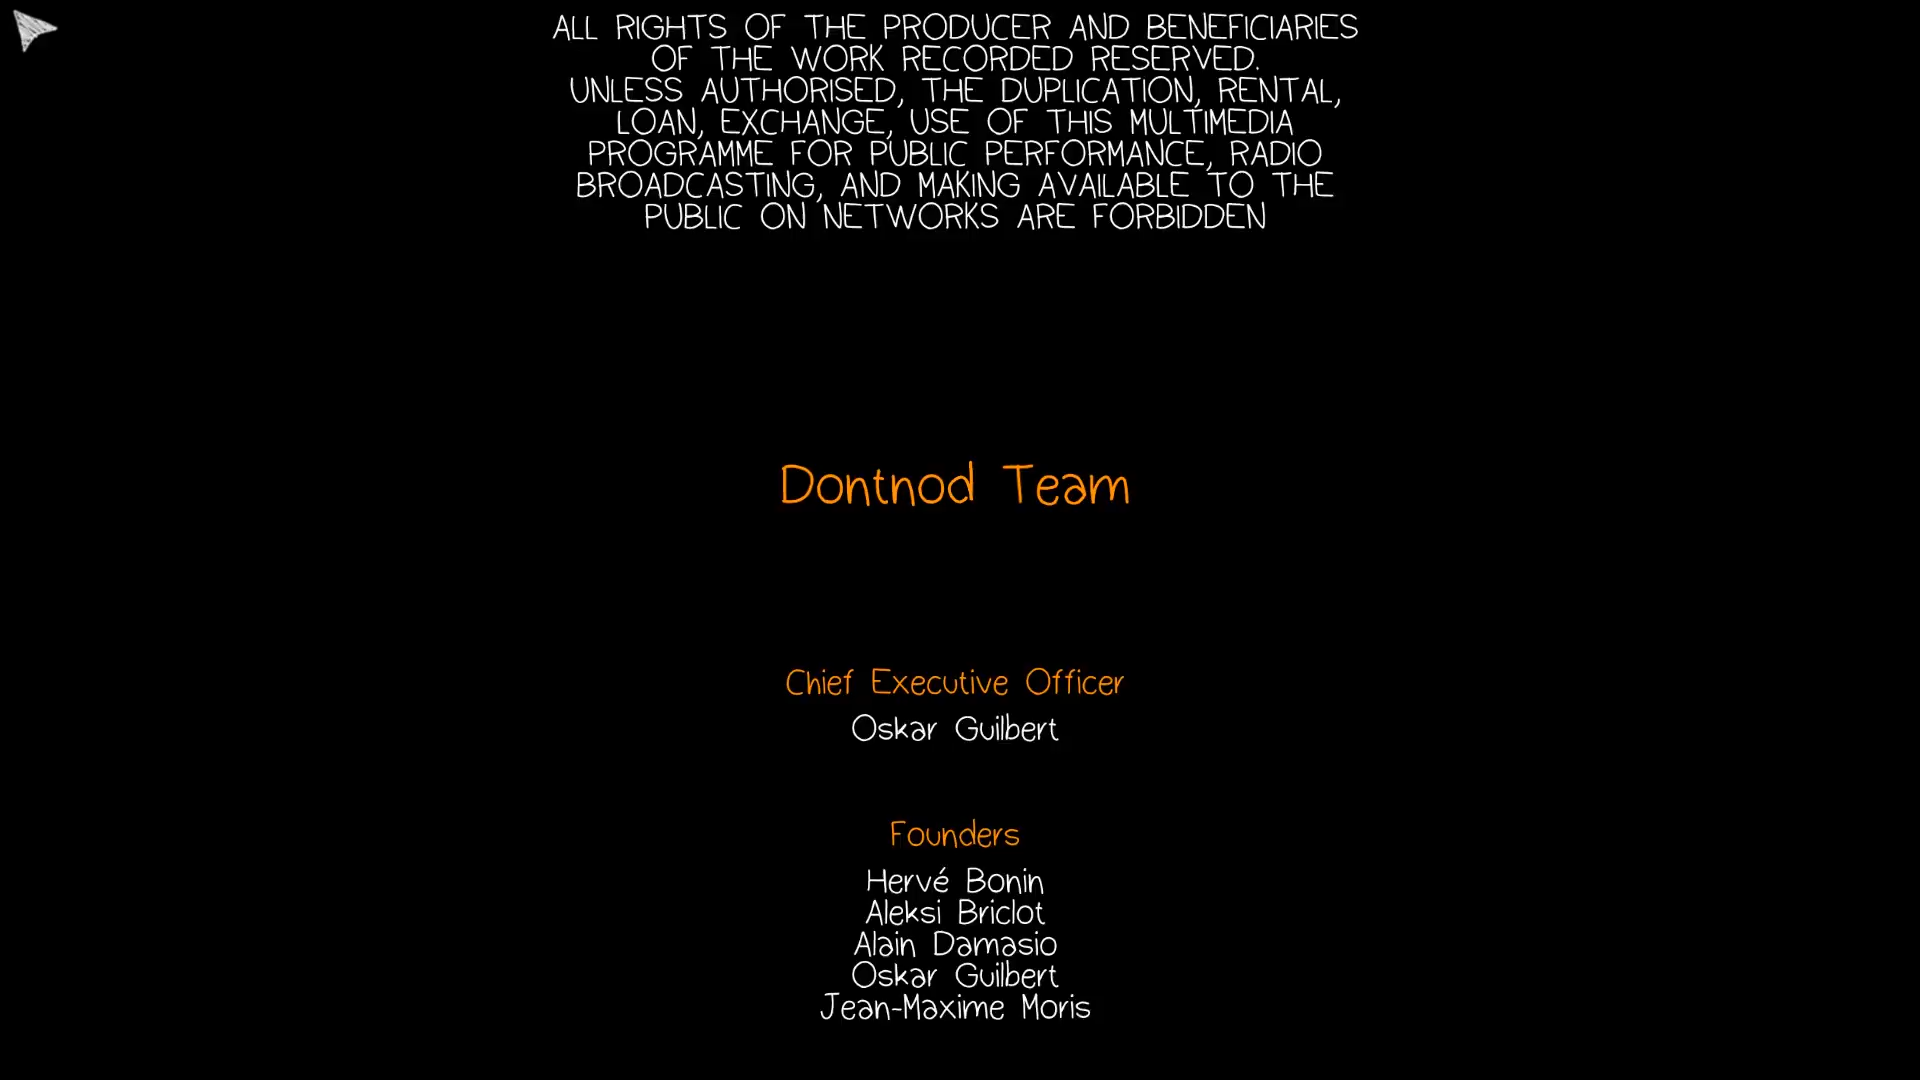 ALL RIGHTS OF THE PRODUCER AND BENEFICIARIES
OF THE WORK RECORDED RESERVED.
UNLESS AUTHORISED, THE DUPLICATION, RENTAL,
LOAN, EXCHANGE, USE OF THIS MULTIMEDIA
PROGRAMME FOR PUBLIC PERFORMANCE, RADIO
BROADCASTING, AND MAKING AVAILABLE TO THE
PUBLIC ON NETWORKS ARE FORBIDDEN
Dontnod Team
Chief Executive Officer
Oskar Guilbert
Founders
Hervé Bonin
Aleksi Briclot
Alain Damasio
Oskar Guilbert
Jean-Maxime Moris